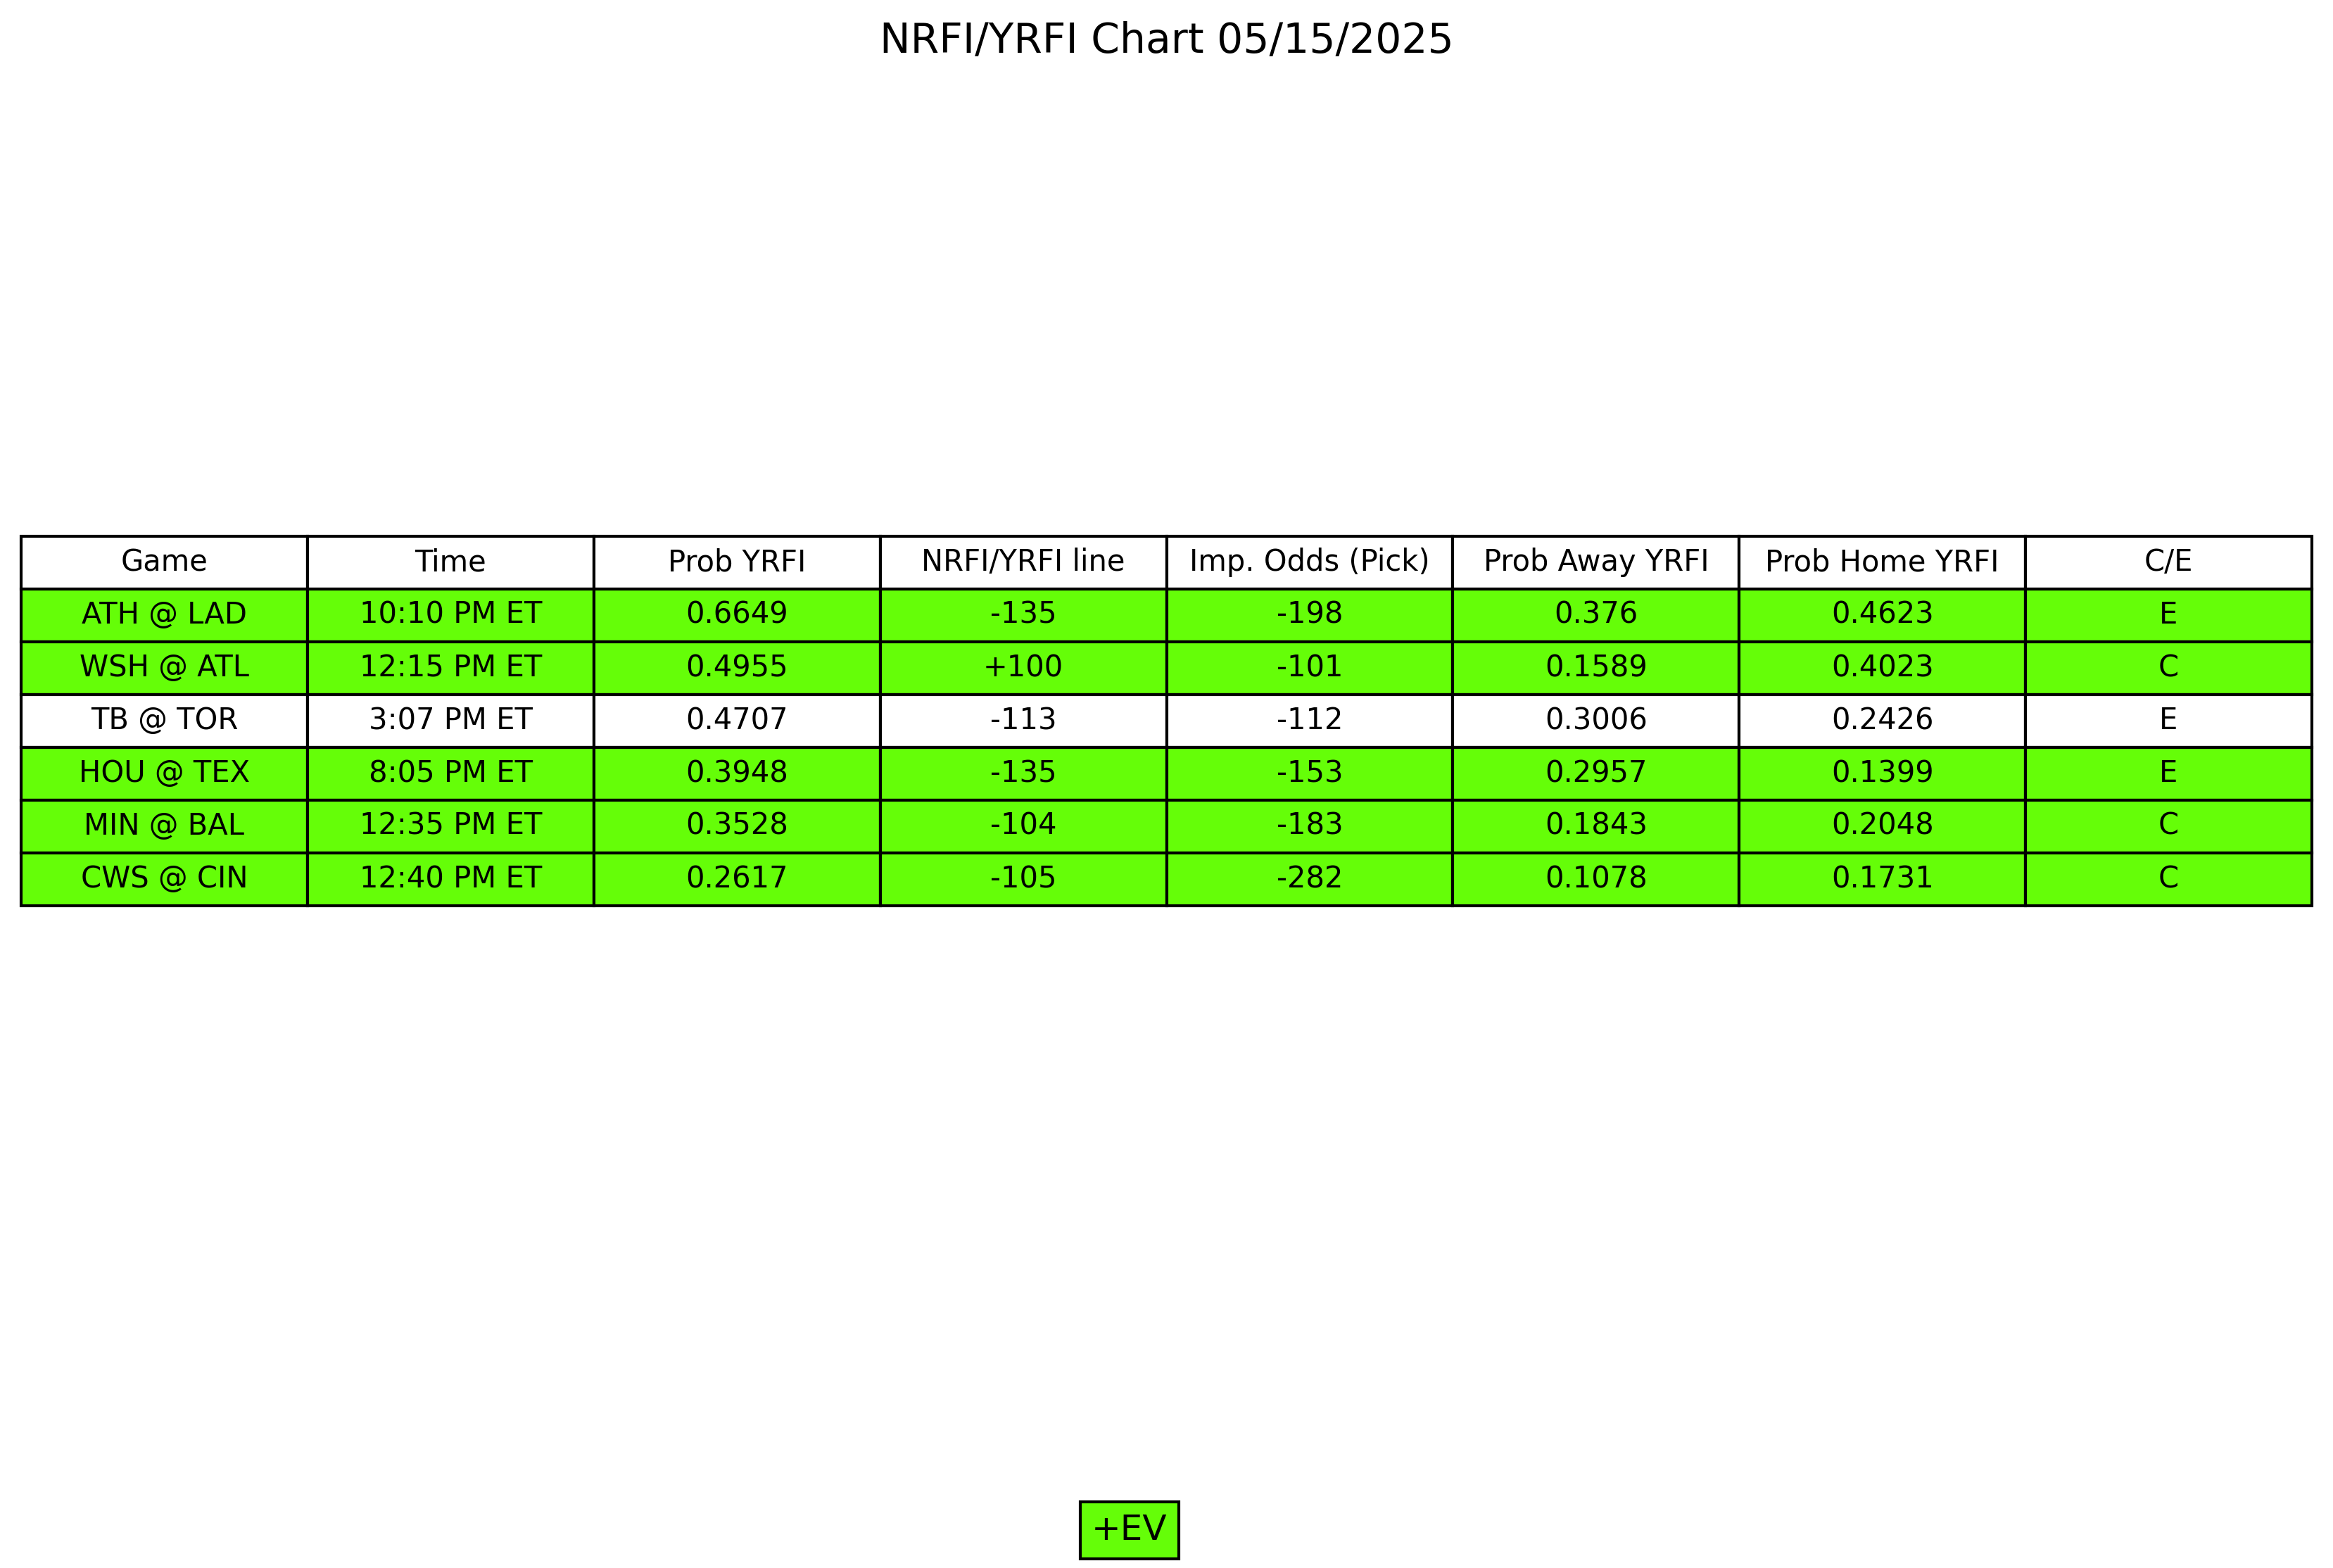 NRFI/YRFI Chart 05/15/2025
Game Time Prob YRFI NRFI/YRFI line Imp. Odds (Pick) Prob Away YRFI Prob Home YRFI C/E
ATH @ LAD 10:10 PM ET 0.6649 -135 -198 0.376 0.4623 E
WSH @ ATL 12:15 PM ET 0.4955 +100 -101 0.1589 0.4023 C
TB @ TOR 3:07 PM ET 0.4707 -113 -112 0.3006 0.2426 E
HOU @ TEX 8:05 PM ET 0.3948 -135 -153 0.2957 0.1399 E
MIN @ BAL 12:35 PM ET 0.3528 -104 -183 0.1843 0.2048 C
CWS @ CIN 12:40 PM ET 0.2617 -105 -282 0.1078 0.1731 C
+EV